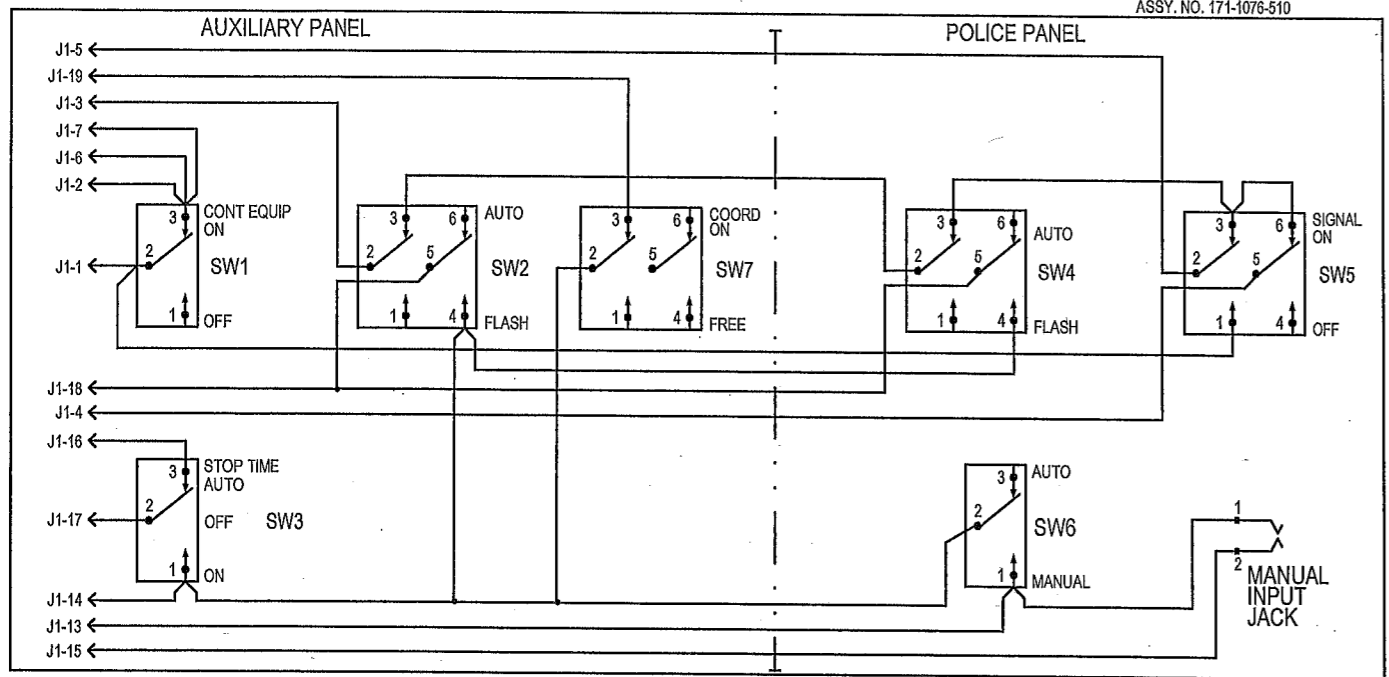 ASSY. NO. 171-1076-510
AUXILIARY PANEL
POLICE PANEL
J1-5
J1-19
J1-3
J1-7
J1-6
J1-2
J1-1
3
CONT EQUIP
ON
2
SW1
1
OFF
3
6
AUTO
2
5
SW2
1
4
FLASH
3
6
COORD
ON
2
5
SW7
1
4
FREE
3
6
AUTO
2
5
SW4
1
4
FLASH
3
6
SIGNAL
ON
2
5
SW5
1
4
OFF
J1-18
J1-4
J1-16
J1-17
3
STOP TIME
AUTO
2
OFF
SW3
1
ON
3
AUTO
2
SW6
1
MANUAL
1
2
MANUAL
INPUT
JACK
J1-14
J1-13
J1-15